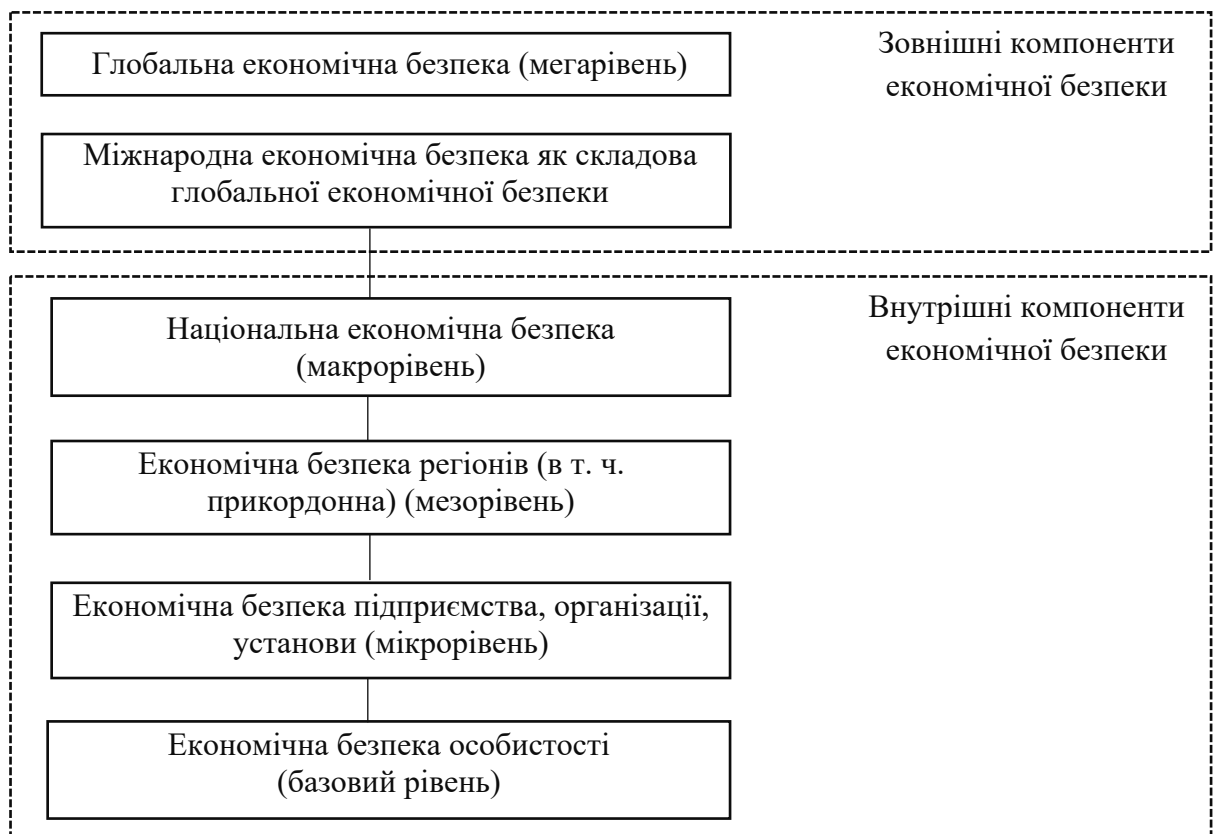 Глобальна економічна безпека (мегарівень)
Зовнішні компоненти
економічної безпеки
Міжнародна економічна безпека як складова
глобальної економічної безпеки
Національна економічна безпека
(макрорівень)
Внутрішні компоненти
економічної безпеки
Економічна безпека регіонів (в т. ч.
прикордонна) (мезорівень)
Економічна безпека підприємства, організації,
установи (мікрорівень)
Економічна безпека особистості
(базовий рівень)